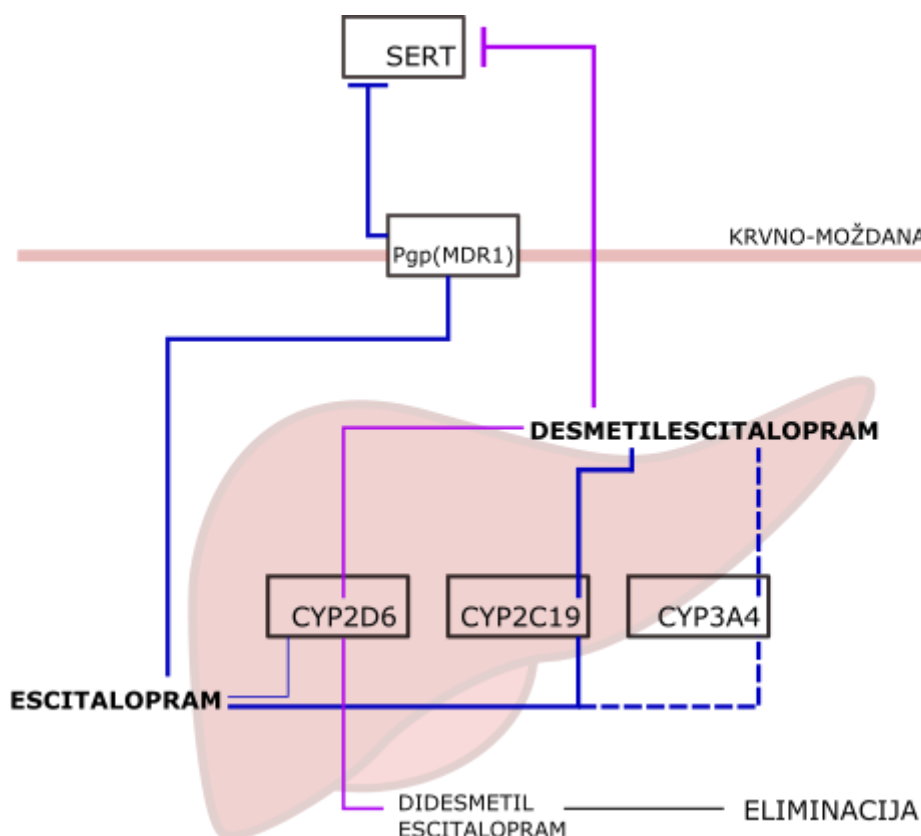 SERT
KRVNO-MOŽDANA
Pgp(MDR1)
DESMETILESCITALOPRAM
CYP2D6
CYP2C19
CYP3A4
ESCITALOPRAM
DIDESMETIL
ESCITALOPRAM
ELIMINACIJA